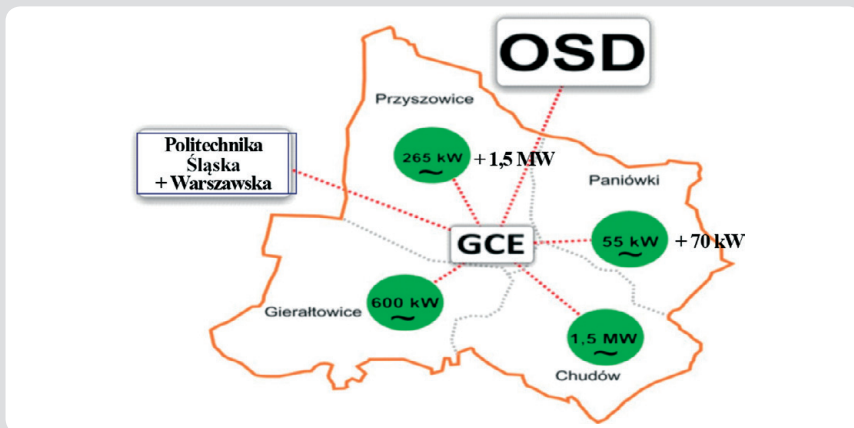 OSD
Przyszowice
Politechnika
Śląska
+ Warszawska
265 kW + 1,5 MW
~
Paniówki
GCE
55 kW + 70 kW
~
600 kW
~
Gierałtowice
1,5 MW
~
Chudów